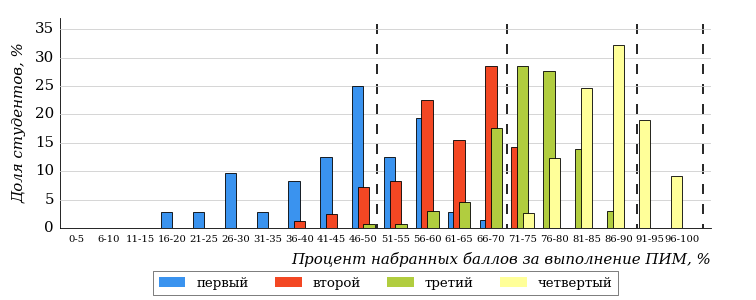 35
30
25
20
15
10
5
0
Доля студентов, %
0-5 6-10 11-15 16-20 21-25 26-30 31-35 36-40 41-45 46-50 51-55 56-60 61-65 66-70 71-75 76-80 81-85 86-90 91-95 96-100
Процент набранных баллов за выполнение ПИМ, %
первый второй третий четвертый